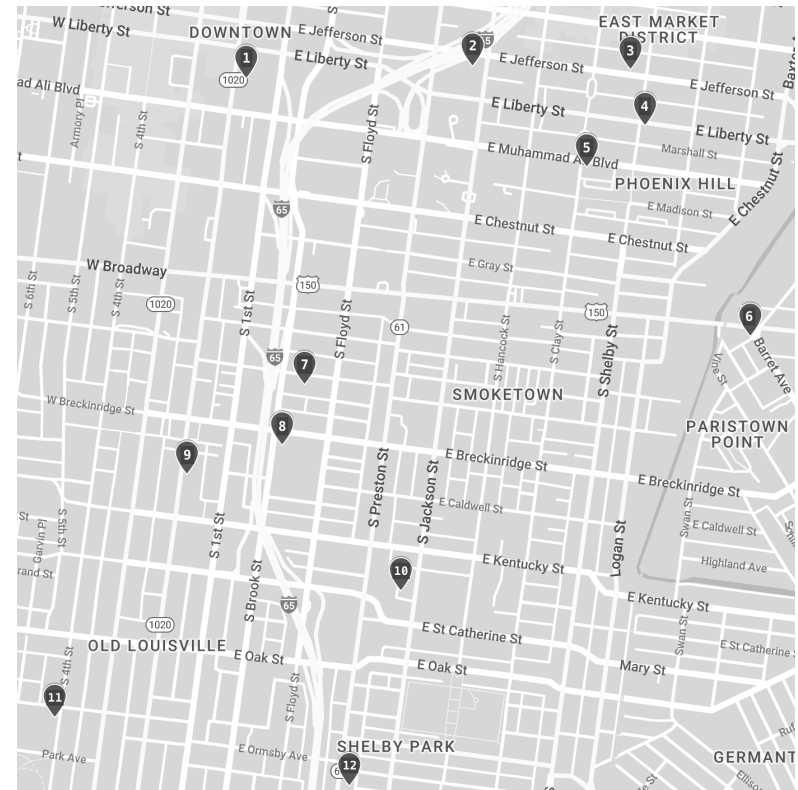 W Liberty St
DOWNTOWN
E Jefferson St
E Liberty St
EAST MARKET
DISTRICT
1
1020
2
65
3
E Jefferson St
E Jefferson St
4
E Liberty St
E Liberty St
Armory Pl
S 4th St
S Floyd St
5
E Muhammad Ali Blvd
Marshall St
PHOENIX HILL
E Chestnut St
E Madison St
65
E Chestnut St
E Chestnut St
W Broadway
E Gray St
S 6th St
S 5th St
S 4th St
1020
S 1st St
150
S Floyd St
61
S Hancock St
S Clay St
150
S Shelby St
6
Barret Ave
Vine St
65
7
SMOKETOWN
W Breckinridge St
8
PARISTOWN
POINT
9
S Preston St
S Jackson St
E Breckinridge St
E Breckinridge St
E Caldwell St
S 5th St
Garvin Pl
S 1st St
Logan St
Swan St
E Caldwell St
10
E Kentucky St
Highland Ave
S Brook St
65
E Kentucky St
1020
OLD LOUISVILLE
E St Catherine St
Swan St
E St Catherine
E Oak St
E Oak St
Mary St
S 4th St
11
S Floyd St
Park Ave
E Ormsby Ave
SHELBY PARK
12
GERMANT